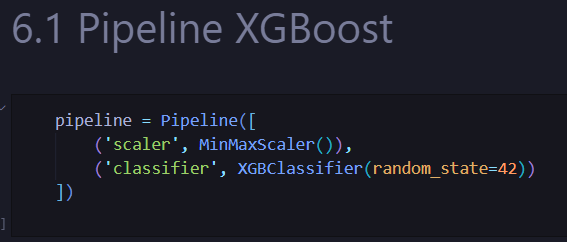 6.1 Pipeline XGBoost
pipeline = Pipeline([
('scaler', MinMaxScaler()),
('classifier', XGBClassifier(random_state=42))
])
]